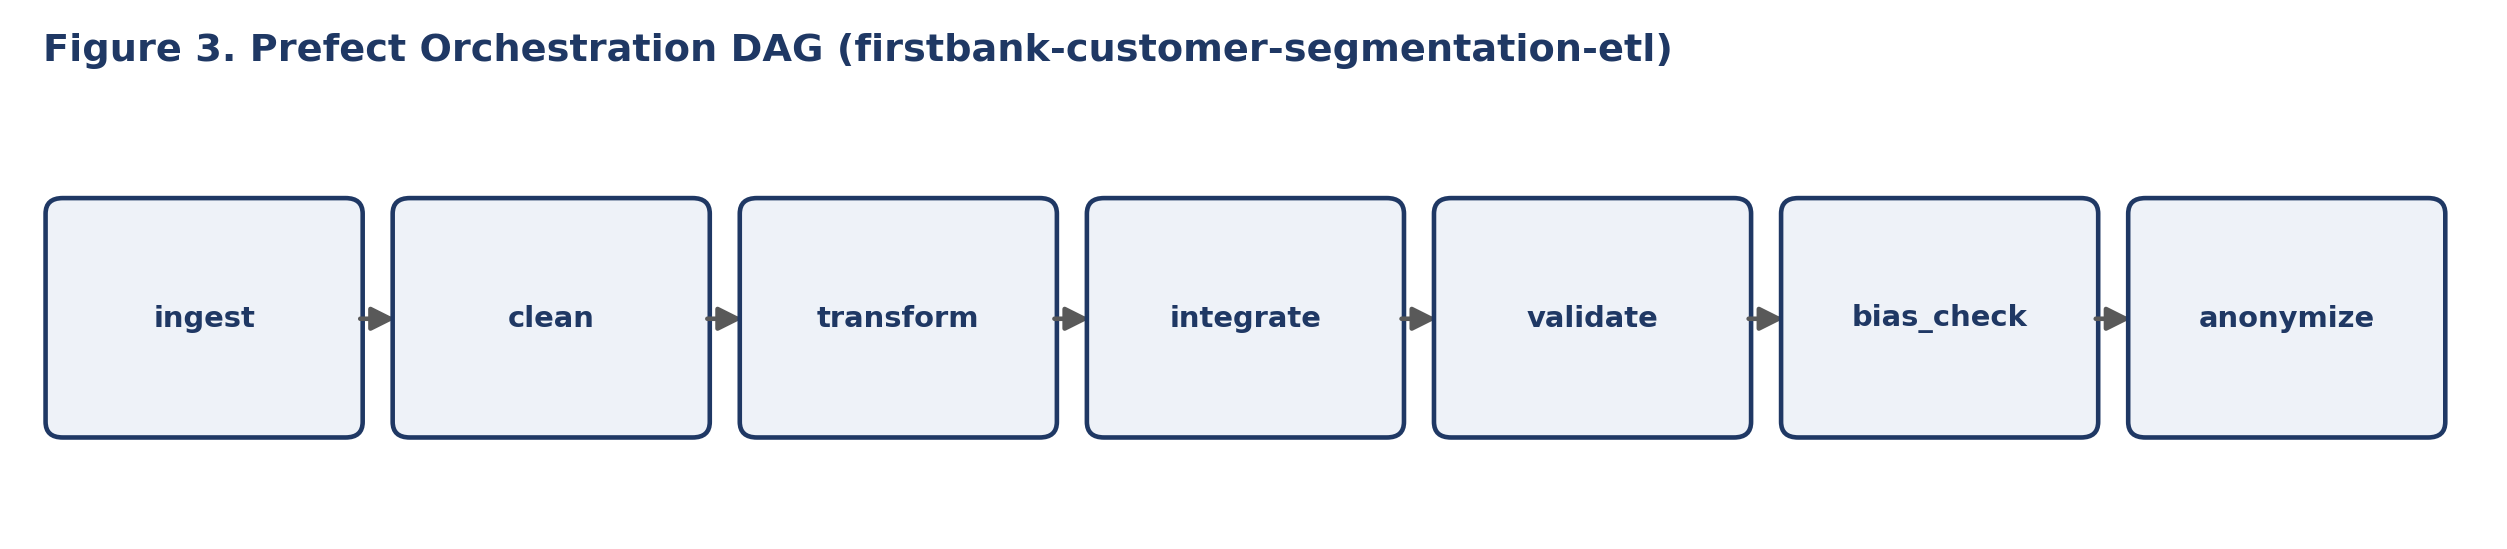 Figure 3. Prefect Orchestration DAG (firstbank-customer-segmentation-etl)
ingest
clean
transform
integrate
validate
bias_check
anonymize